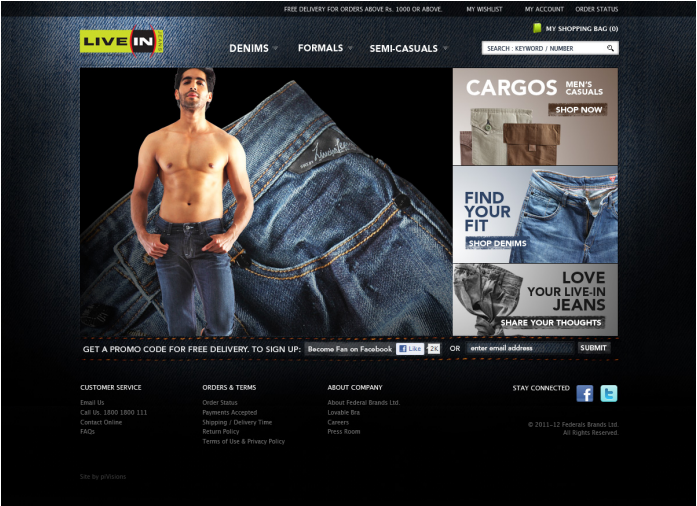 FREE DELIVERY FOR ORDERS ABOVE Rs. 1000 OR ABOVE.
MY WISHLIST
MY ACCOUNT
ORDER STATUS
MY SHOPPING BAG (0)
LIVE IN JEANS
DENIMS
FORMALS
SEMI-CASUALS
SEARCH : KEYWORD / NUMBER
CARGOS
MEN'S
CASUALS
SHOP NOW
FIND
YOUR
FIT
SHOP DENIMS
LOVE
YOUR LIVE-IN
JEANS
SHARE YOUR THOUGHTS
GET A PROMO CODE FOR FREE DELIVERY. TO SIGN UP: Become Fan on Facebook Like 2K OR enter email address SUBMIT
CUSTOMER SERVICE
Email Us
Call Us. 1800 1800 111
Contact Online
FAQs
ORDERS & TERMS
Order Status
Payments Accepted
Shipping / Delivery Time
Return Policy
Terms of Use & Privacy Policy
ABOUT COMPANY
About Federal Brands Ltd.
Lovable Bra
Careers
Press Room
STAY CONNECTED
© 2011-12 Federals Brands Ltd.
All Rights Reserved.
Site by piVisions